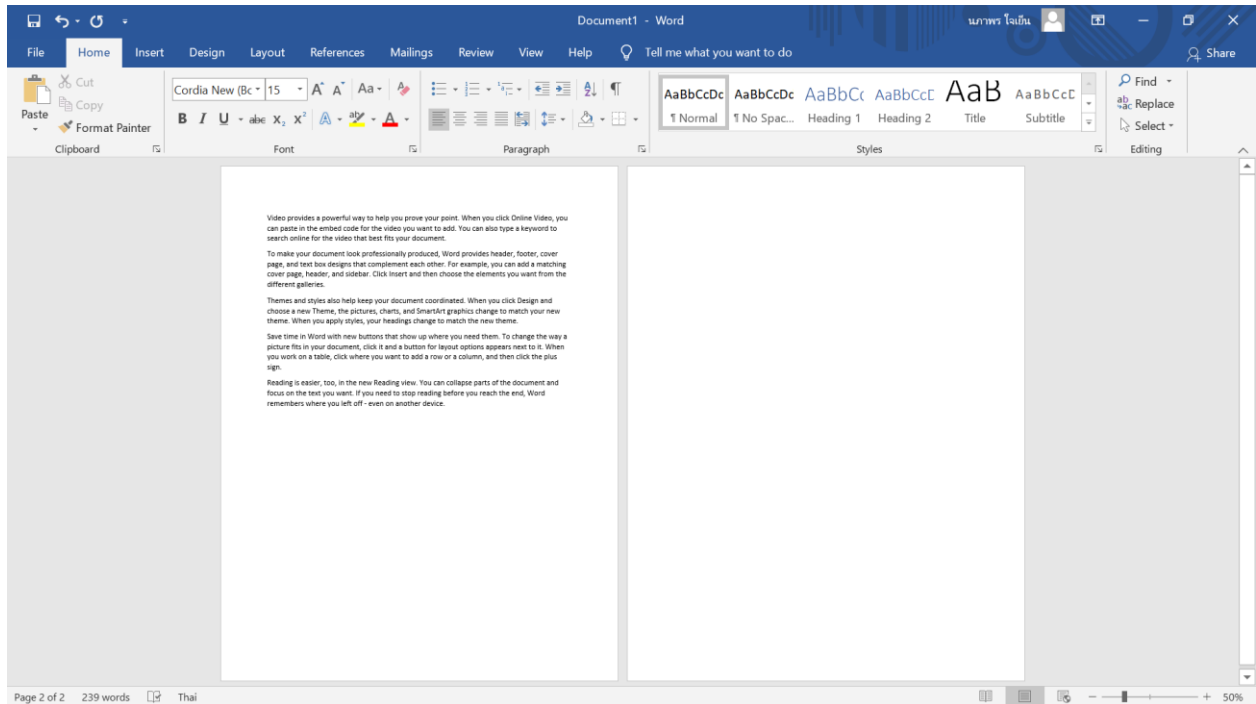 Document1 - Word
นภาพร ใจเย็น
File Home Insert Design Layout References Mailings Review View Help Tell me what you want to do Share
Cut
Copy
Paste
Format Painter
Clipboard
Cordia New (Bc 15 Aa
B I U abc X₂ X² A aby A
Font
Paragraph
AaBbCcDc AaBbCcDc AaBbCc AaBbCcD AaB AaBbCcD
¶ Normal ¶ No Spac... Heading 1 Heading 2 Title Subtitle
Styles
Find
Replace
Select
Editing
Video provides a powerful way to help you prove your point. When you click Online Video, you
can paste in the embed code for the video you want to add. You can also type a keyword to
search online for the video that best fits your document.
To make your document look professionally produced, Word provides header, footer, cover
page, and text box designs that complement each other. For example, you can add a matching
cover page, header, and sidebar. Click Insert and then choose the elements you want from the
different galleries.
Themes and styles also help keep your document coordinated. When you click Design and
choose a new Theme, the pictures, charts, and SmartArt graphics change to match your new
theme. When you apply styles, your headings change to match the new theme.
Save time in Word with new buttons that show up where you need them. To change the way a
picture fits in your document, click it and a button for layout options appears next to it. When
you work on a table, click where you want to add a row or a column, and then click the plus
sign.
Reading is easier, too, in the new Reading view. You can collapse parts of the document and
focus on the text you want. If you need to stop reading before you reach the end, Word
remembers where you left off - even on another device.
Page 2 of 2 239 words Thai 50%